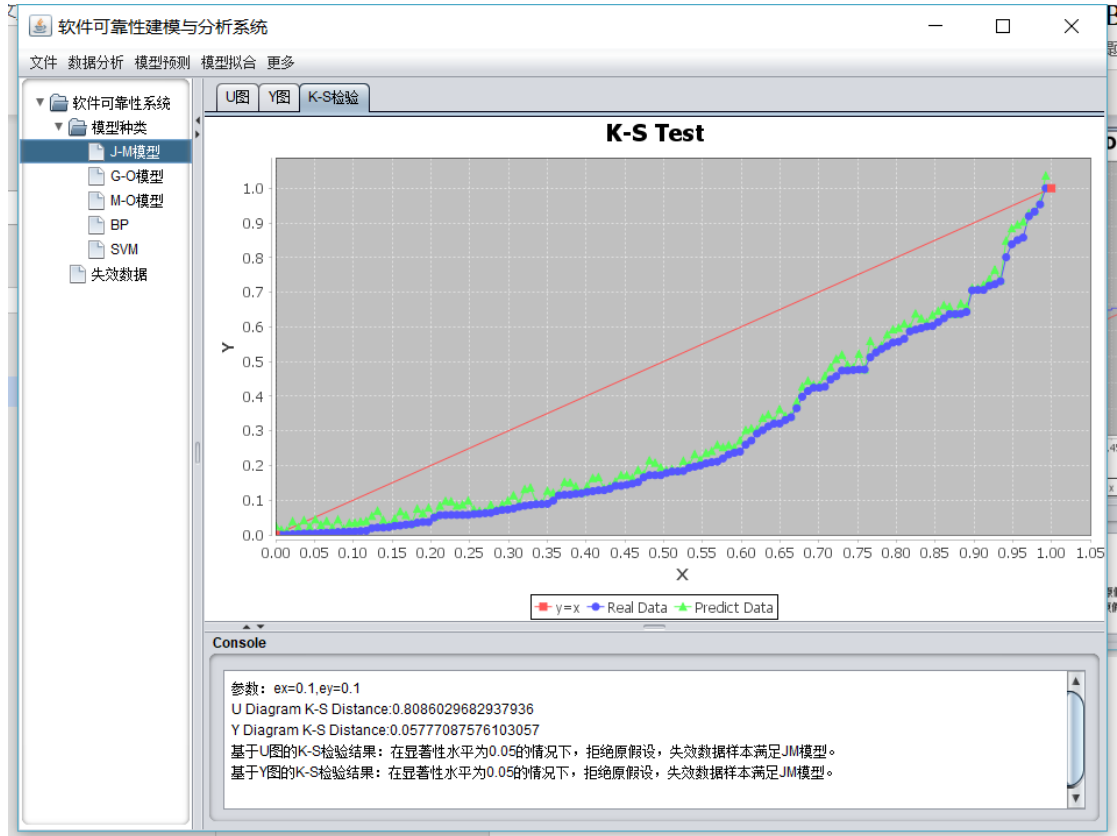 软件可靠性建模与分析系统
文件 数据分析 模型预测 模型拟合 更多
软件可靠性系统
模型种类
J-M模型
G-O模型
M-O模型
BP
SVM
失效数据
U图 Y图 K-S检验
K-S Test
Y
1.0
0.9
0.8
0.7
0.6
0.5
0.4
0.3
0.2
0.1
0.0
0.00 0.05 0.10 0.15 0.20 0.25 0.30 0.35 0.40 0.45 0.50 0.55 0.60 0.65 0.70 0.75 0.80 0.85 0.90 0.95 1.00 1.05
X
y=x Real Data Predict Data
Console
参数：ex=0.1,ey=0.1
U Diagram K-S Distance:0.8086029682937936
Y Diagram K-S Distance:0.05777087576103057
基于U图的K-S检验结果：在显著性水平为0.05的情况下，拒绝原假设，失效数据样本满足JM模型。
基于Y图的K-S检验结果：在显著性水平为0.05的情况下，拒绝原假设，失效数据样本满足JM模型。